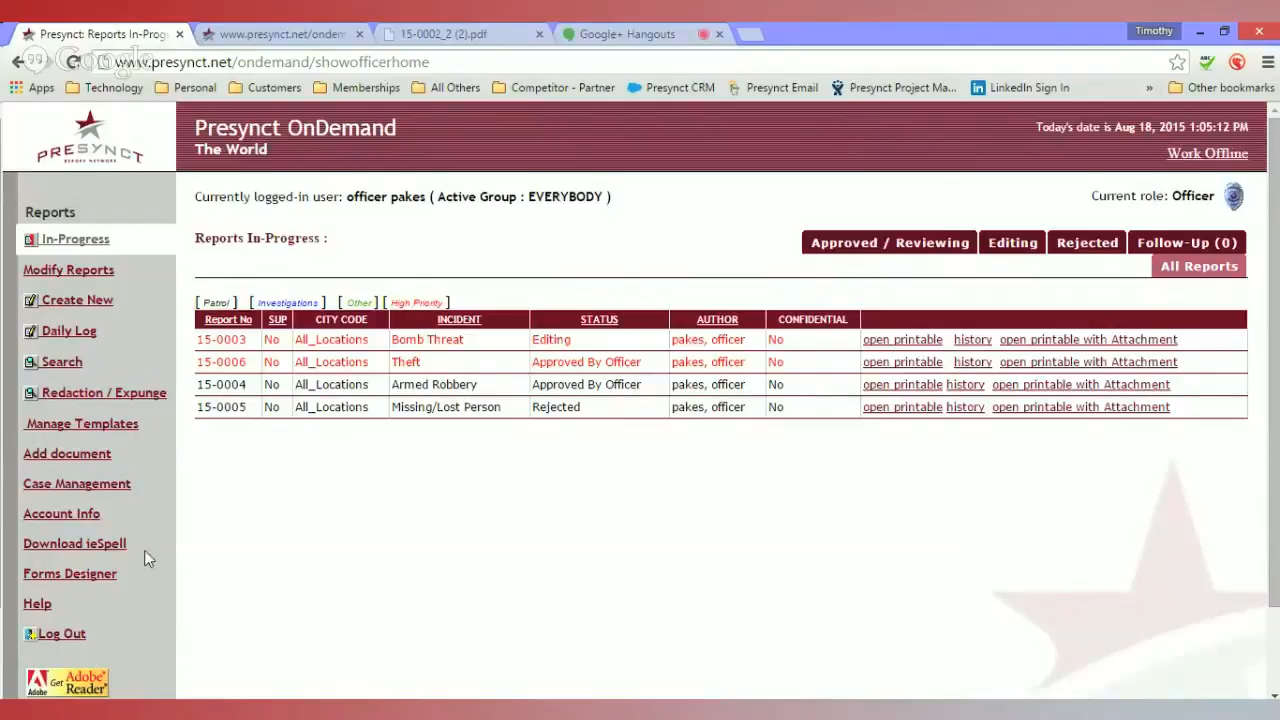 Presynct: Reports In-Prog
www.presynct.net/ondem
15-0002_2 (2).pdf
Google+ Hangouts
Timothy
Google
www.presynct.net/ondemand/showofficerhome
Apps
Technology
Personal
Customers
Memberships
All Others
Competitor - Partner
Presynct CRM
Presynct Email
Presynct Project Ma...
LinkedIn Sign In
»
Other bookmarks
PRESYNCT
REPORT NETWORK
Presynct OnDemand
The World
Today's date is Aug 18, 2015 1:05:12 PM
Work Offline
Currently logged-in user: officer pakes ( Active Group : EVERYBODY )
Current role: Officer
Reports
In-Progress
Modify Reports
Create New
Daily Log
Search
Redaction / Expunge
Manage Templates
Add document
Case Management
Account Info
Download ieSpell
Forms Designer
Help
Log Out
Get Adobe® Reader®
Adobe
Reports In-Progress :
Approved / Reviewing Editing Rejected Follow-Up (0)
All Reports
[ Patrol ] [ Investigations ] [ Other ] [ High Priority ]
Report No SUP CITY CODE INCIDENT STATUS AUTHOR CONFIDENTIAL
15-0003 No All_Locations Bomb Threat Editing pakes, officer No open printable history open printable with Attachment
15-0006 No All_Locations Theft Approved By Officer pakes, officer No open printable history open printable with Attachment
15-0004 No All_Locations Armed Robbery Approved By Officer pakes, officer No open printable history open printable with Attachment
15-0005 No All_Locations Missing/Lost Person Rejected pakes, officer No open printable history open printable with Attachment